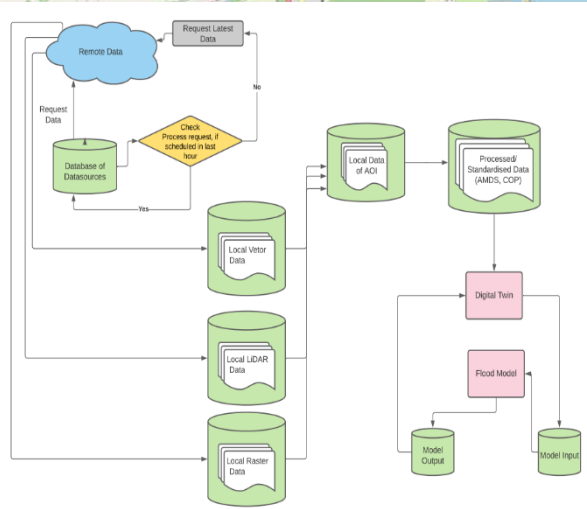 Request Latest
Data
Remote Data
No
Request
Data
Check
Process request, if
scheduled in last
hour
Database of
Datasources
Yes
Local Data
of AOI
Processed/
Standardised Data
(AMDS, COP)
Local Vetor
Data
Digital Twin
Local LiDAR
Data
Flood Model
Local Raster
Data
Model
Output
Model Input